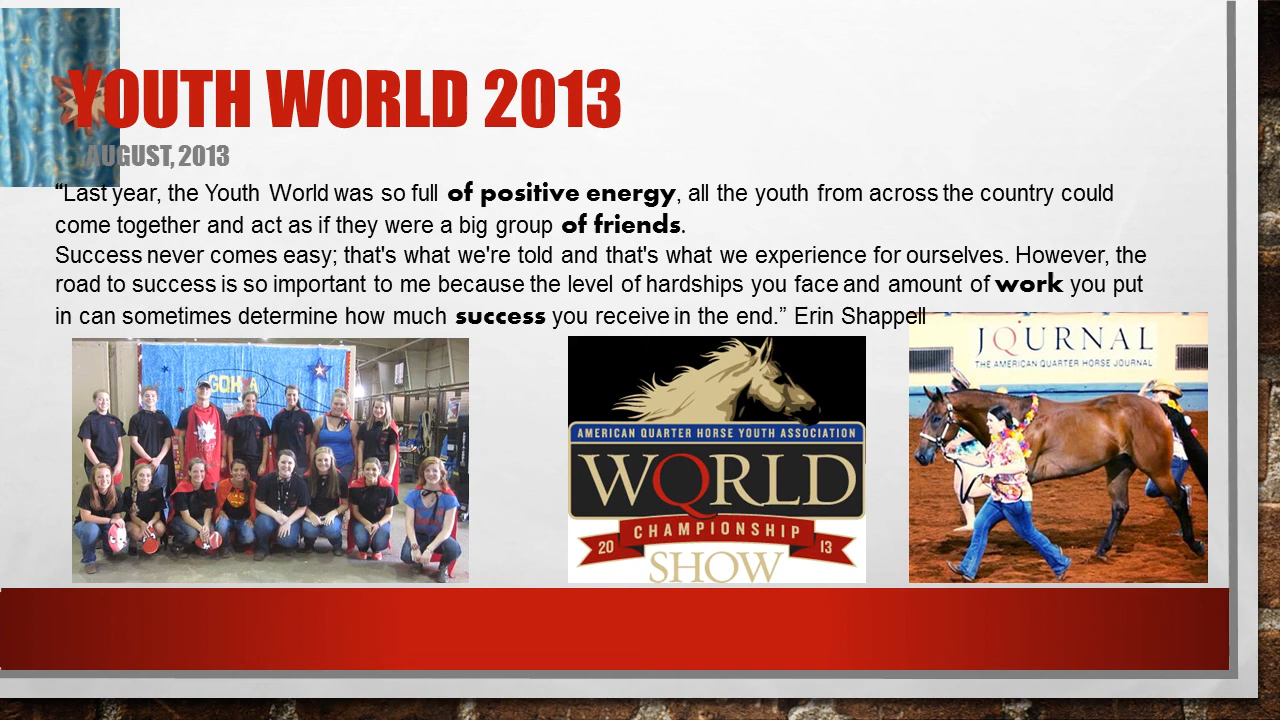 YOUTH WORLD 2013
AUGUST, 2013
“Last year, the Youth World was so full of positive energy, all the youth from across the country could
come together and act as if they were a big group of friends.
Success never comes easy; that's what we're told and that's what we experience for ourselves. However, the
road to success is so important to me because the level of hardships you face and amount of work you put
in can sometimes determine how much success you receive in the end.” Erin Shappell
AMERICAN QUARTER HORSE YOUTH ASSOCIATION
WORLD
CHAMPIONSHIP
20 13
SHOW
JOURNAL
THE AMERICAN QUARTER HORSE JOURNAL